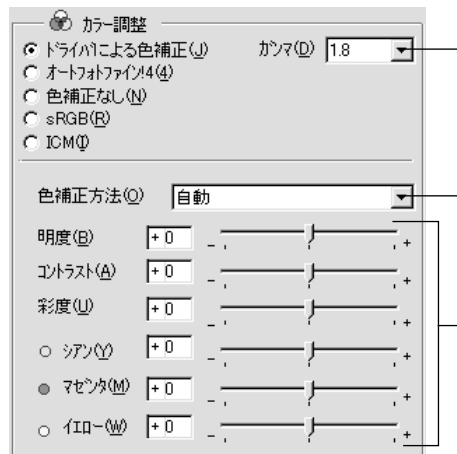 カラー調整
ドライバによる色補正(J) ガンマ(D) 1.8
オートフォトファイン!4(4)
色補正なし(N)
sRGB(R)
ICM(I)
色補正方法(O) 自動
明度(B) +0 - +
コントラスト(A) +0 - +
彩度(U) +0 - +
シアン(Y) +0 - +
マゼンタ(M) +0 - +
イエロー(W) +0 - +